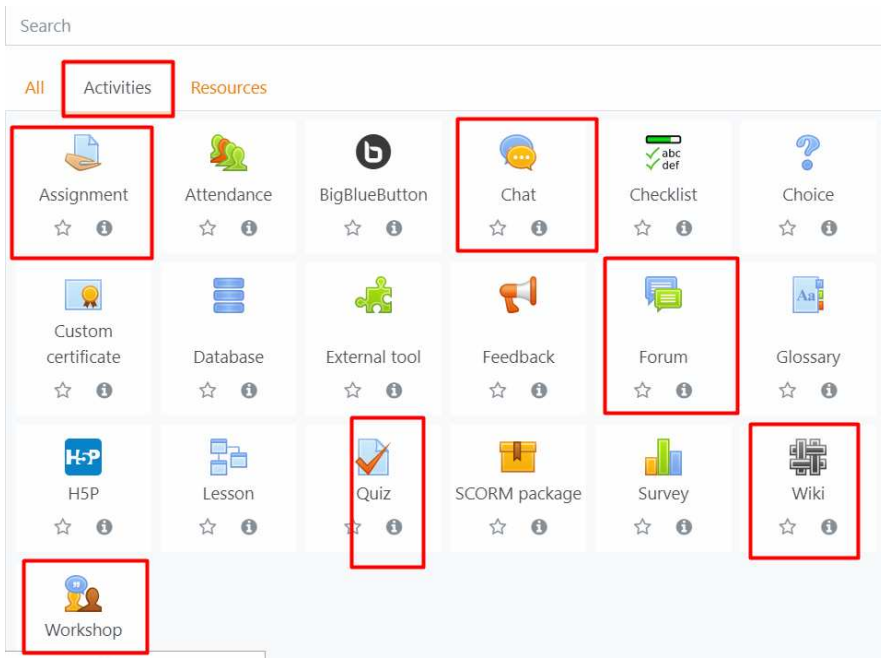 Search
All Activities Resources
abc
def
Assignment Attendance BigBlueButton Chat Checklist Choice
Aa
Custom
certificate Database External tool Feedback Forum Glossary
H5P
H5P Lesson Quiz SCORM package Survey Wiki
Workshop